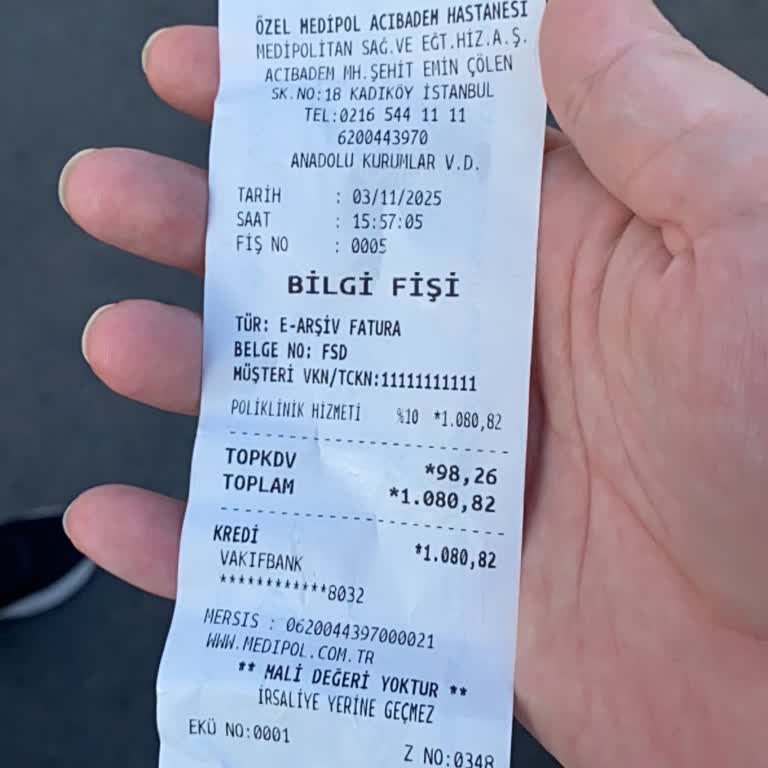 ÖZEL MEDİPOL ACIBADEM HASTANESİ
MEDİPOLİTAN SAĞ.VE EĞT.HİZ.A.Ş.
ACIBADEM MH.ŞEHİT EMİN ÇÖLEN
SK.NO:18 KADIKÖY İSTANBUL
TEL:0216 544 11 11
6200443970
ANADOLU KURUMLAR V.D.
TARİH : 03/11/2025
SAAT : 15:57:05
FİŞ NO : 0005
BİLGİ FİŞİ
TÜR: E-ARŞİV FATURA
BELGE NO: FSD
MÜŞTERİ VKN/TCKN:11111111111
POLİKLİNİK HİZMETİ %10 *1.080,82
TOPKDV *98,26
TOPLAM *1.080,82
KREDİ *1.080,82
VAKIFBANK
************8032
MERSIS : 0620044397000021
WWW.MEDIPOL.COM.TR
** MALİ DEĞERİ YOKTUR **
İRSALİYE YERİNE GEÇMEZ
EKÜ NO:0001
Z NO:0348